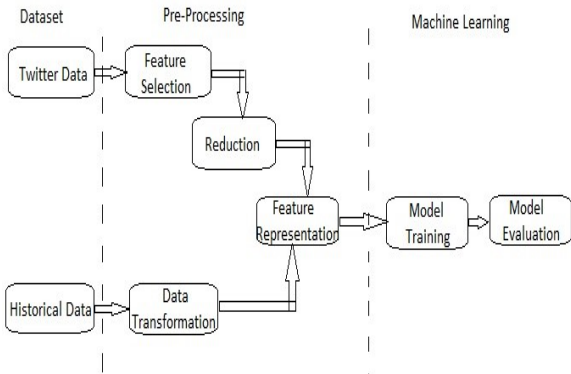 Dataset
Pre-Processing
Machine Learning
Twitter Data
Feature
Selection
Reduction
Feature
Representation
Model
Training
Model
Evaluation
Historical Data
Data
Transformation